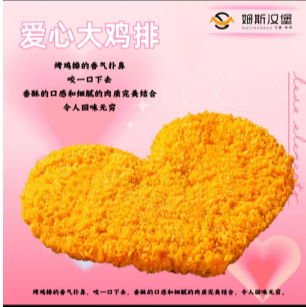 姆斯汉堡
爱心大鸡排
烤鸡排的香气扑鼻
咬一口下去
香酥的口感和细腻的肉质完美结合
令人回味无穷
烤鸡排的香气扑鼻，咬一口下去，香酥的口感和细腻的肉质完美结合，令人回味无穷。